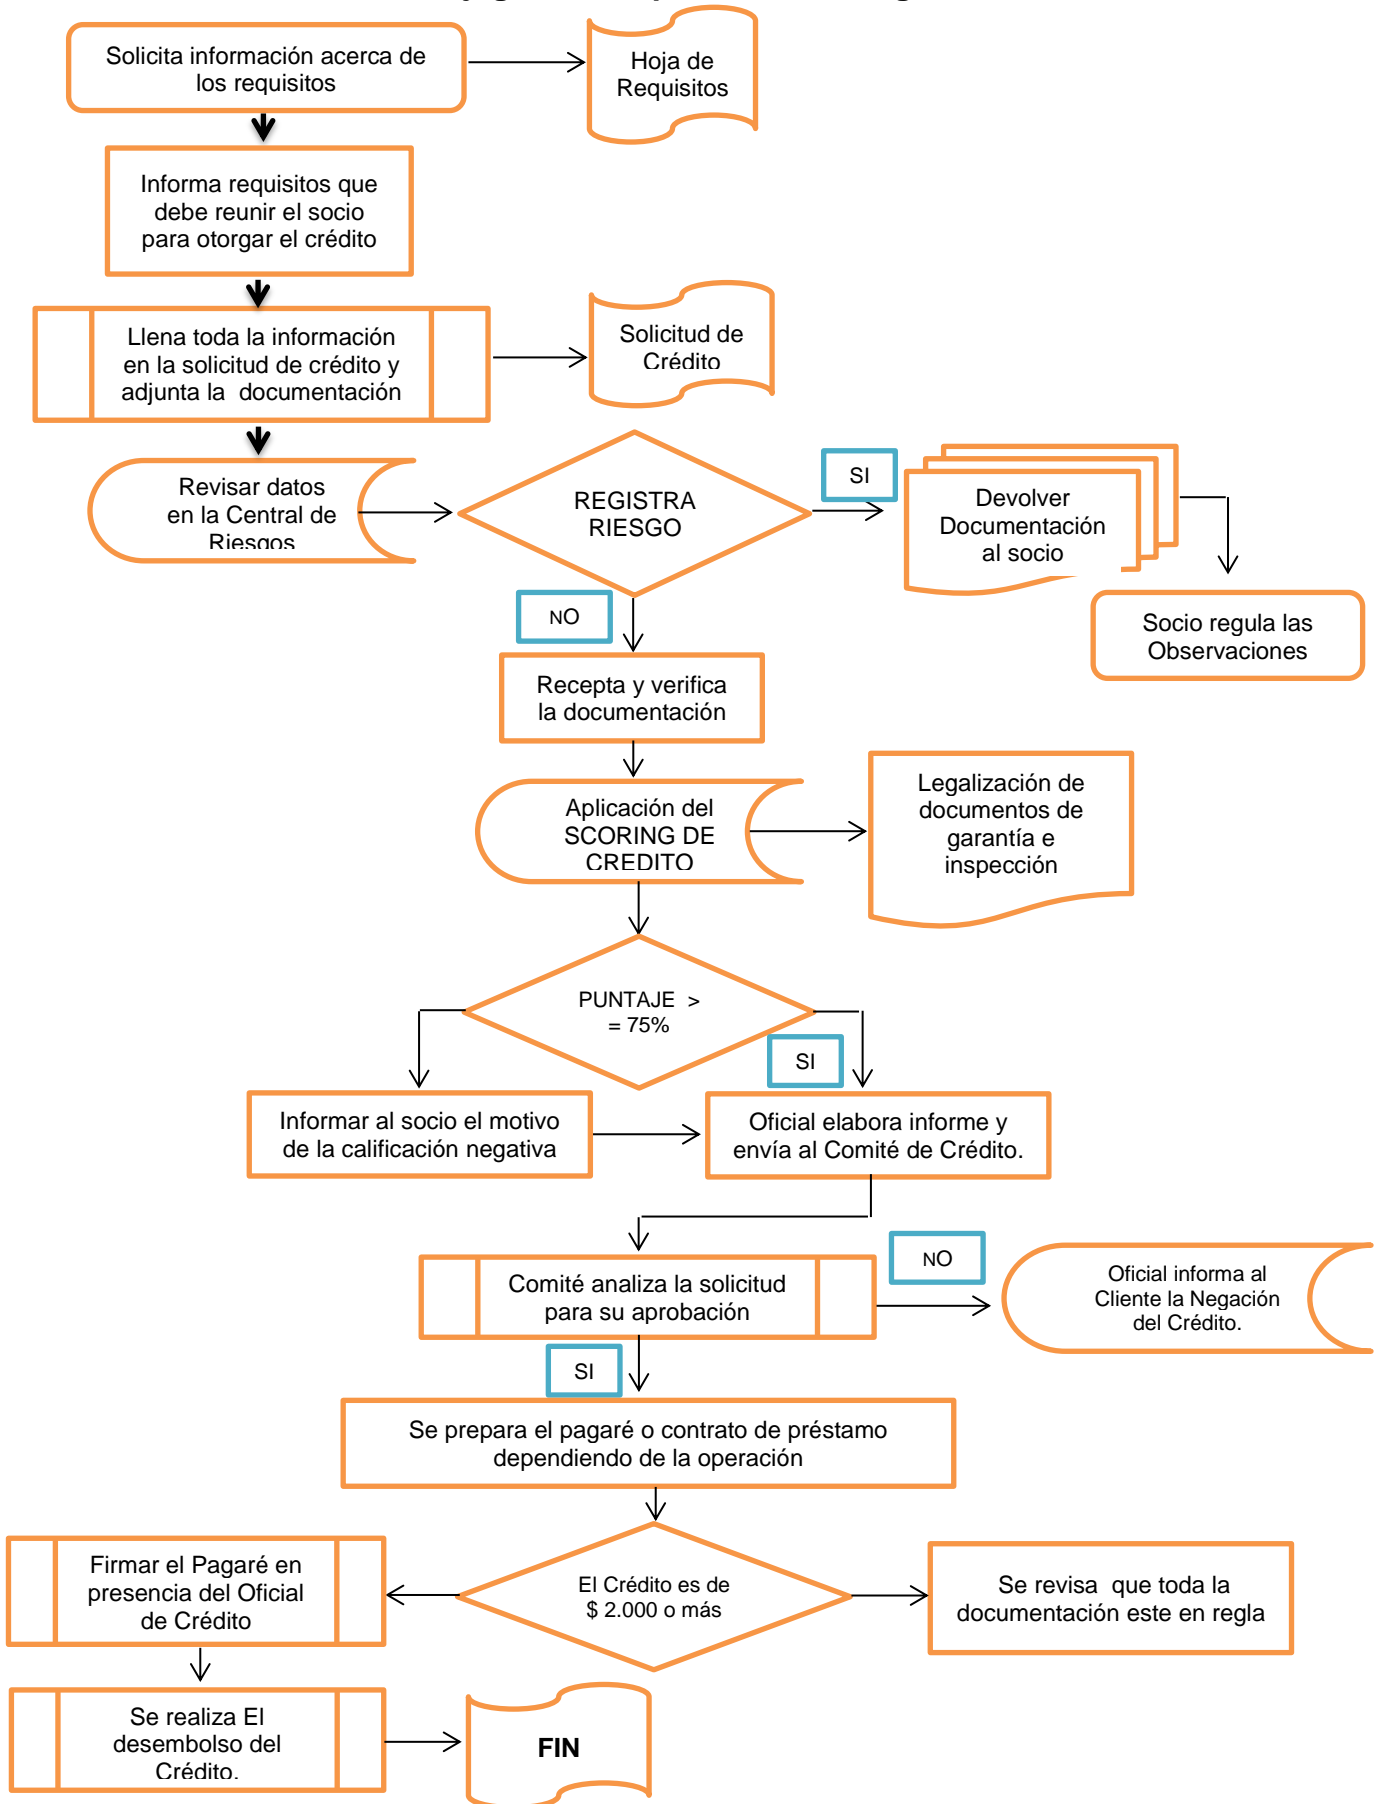 Solicita información acerca de
los requisitos
Hoja de
Requisitos
Informa requisitos que
debe reunir el socio
para otorgar el crédito
Llena toda la información
en la solicitud de crédito y
adjunta la documentación
Solicitud de
Crédito
Revisar datos
en la Central de
Riesgos
REGISTRA
RIESGO
SI
Devolver
Documentación
al socio
NO
Socio regula las
Observaciones
Recepta y verifica
la documentación
Aplicación del
SCORING DE
CREDITO
Legalización de
documentos de
garantía e
inspección
PUNTAJE >
= 75%
SI
Informar al socio el motivo
de la calificación negativa
Oficial elabora informe y
envía al Comité de Crédito.
Comité analiza la solicitud
para su aprobación
NO
Oficial informa al
Cliente la Negación
del Crédito.
SI
Se prepara el pagaré o contrato de préstamo
dependiendo de la operación
Firmar el Pagaré en
presencia del Oficial
de Crédito
El Crédito es de
$ 2.000 o más
Se revisa que toda la
documentación este en regla
Se realiza El
desembolso del
Crédito.
FIN